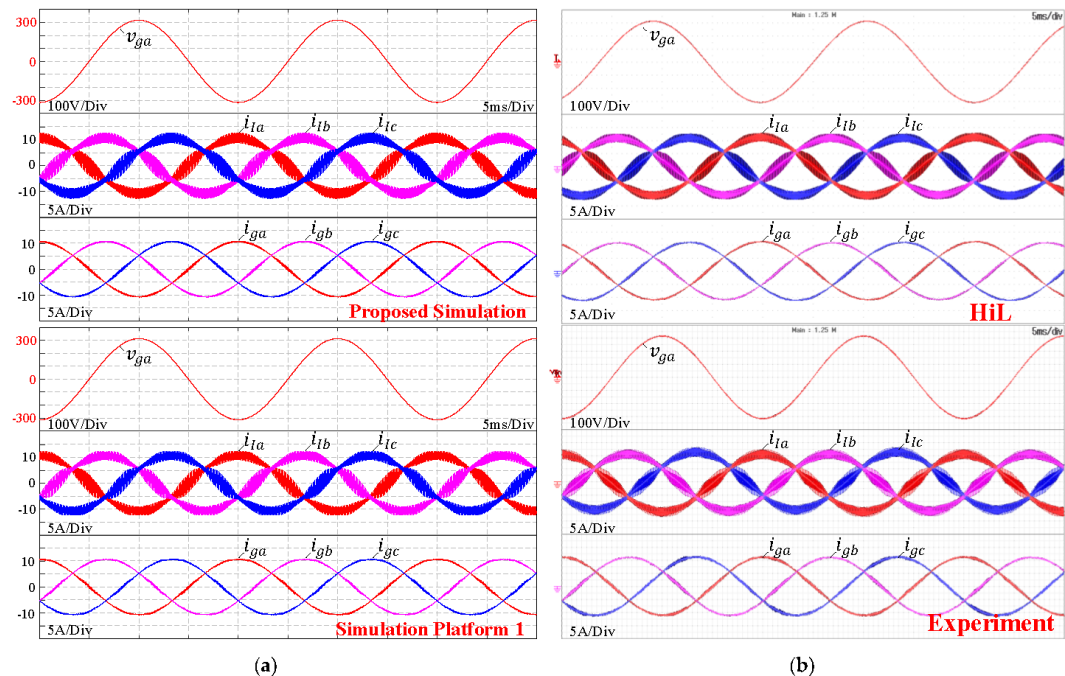 300
0
-300
v_ga
100V/Div
5ms/Div
10
0
-10
i_Ia
i_Ib
i_Ic
5A/Div
10
0
-10
i_ga
i_gb
i_gc
5A/Div
Proposed Simulation
300
0
-300
v_ga
100V/Div
5ms/Div
10
0
-10
i_Ia
i_Ib
i_Ic
5A/Div
10
0
-10
i_ga
i_gb
i_gc
5A/Div
Simulation Platform 1
(a)
Main : 1.25 M
5ms/div
v_ga
100V/Div
i_Ia
i_Ib
i_Ic
5A/Div
i_ga
i_gb
i_gc
5A/Div
HiL
Main : 1.25 M
5ms/div
v_ga
100V/Div
i_Ia
i_Ib
i_Ic
5A/Div
i_ga
i_gb
i_gc
5A/Div
Experiment
(b)